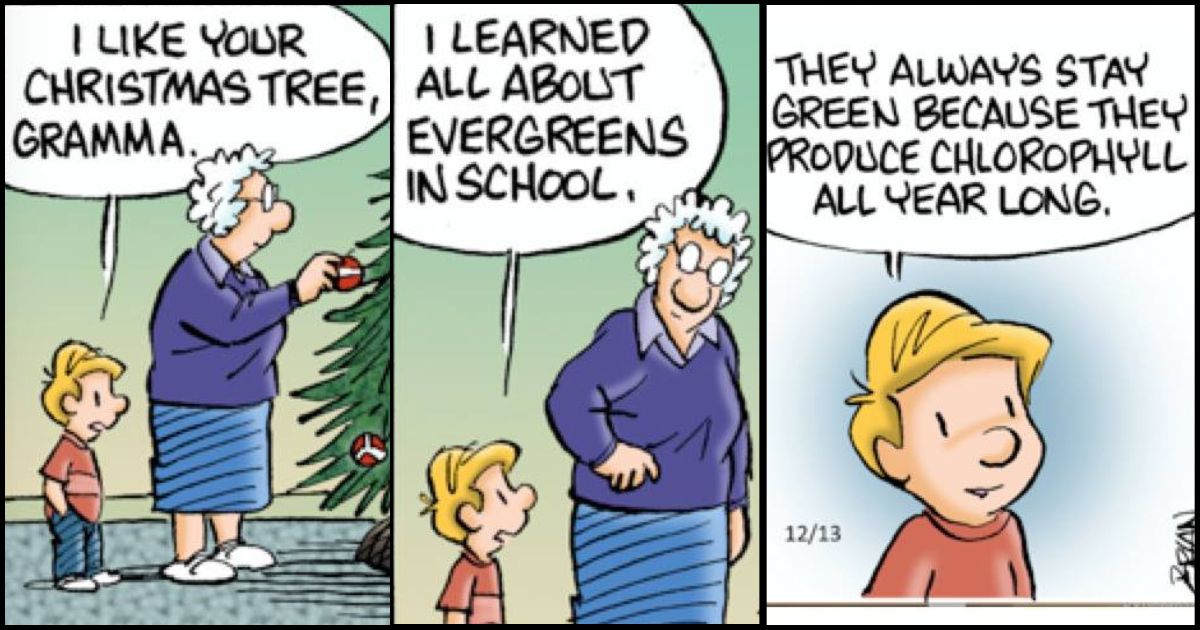 I LIKE YOUR
CHRISTMAS TREE,
GRAMMA.
I LEARNED
ALL ABOUT
EVERGREENS
IN SCHOOL.
THEY ALWAYS STAY
GREEN BECAUSE THEY
PRODUCE CHLOROPHYLL
ALL YEAR LONG.
12/13